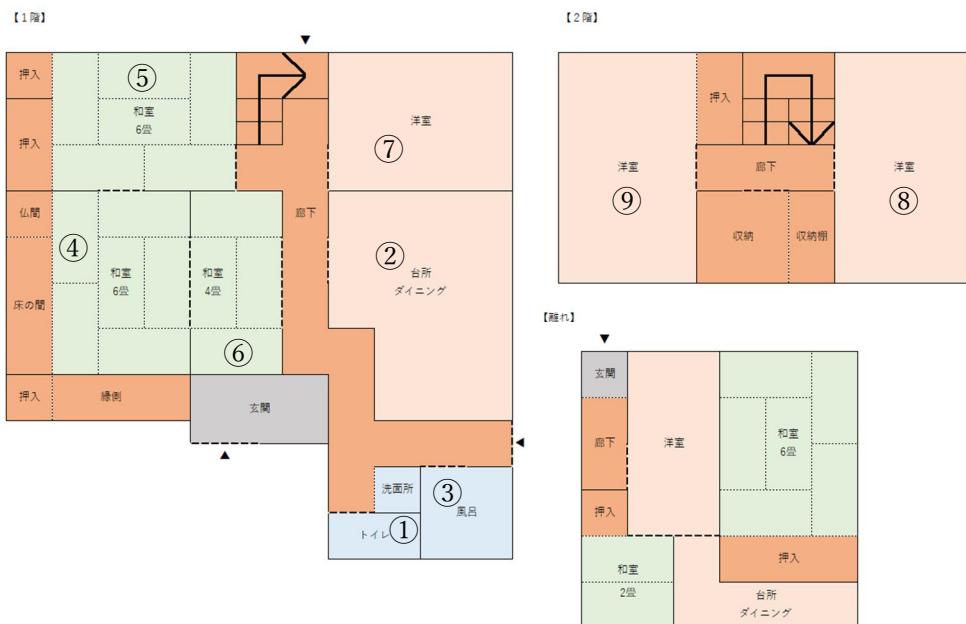 【1階】
【2階】
▼
押入
⑤
和室
6畳
洋室
⑦
押入
仏間
廊下
④
②
和室
6畳
和室
4畳
台所
ダイニング
床の間
⑥
押入
縁側
玄関
▲
◀
洗面所
③
風呂
トイレ
①
押入
洋室
廊下
洋室
⑨
⑧
収納
収納棚
【離れ】
▼
玄関
廊下
洋室
和室
6畳
押入
押入
和室
2畳
台所
ダイニング